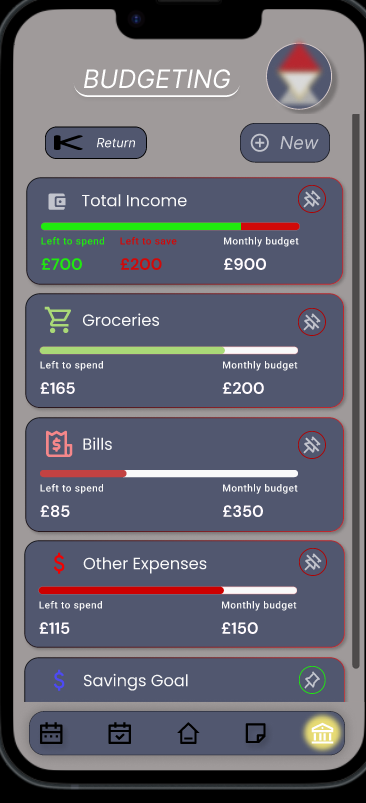 BUDGETING
Return
New
Total Income
Left to spend Left to save Monthly budget
£700 £200 £900
Groceries
Left to spend Monthly budget
£165 £200
Bills
Left to spend Monthly budget
£85 £350
Other Expenses
Left to spend Monthly budget
£115 £150
Savings Goal